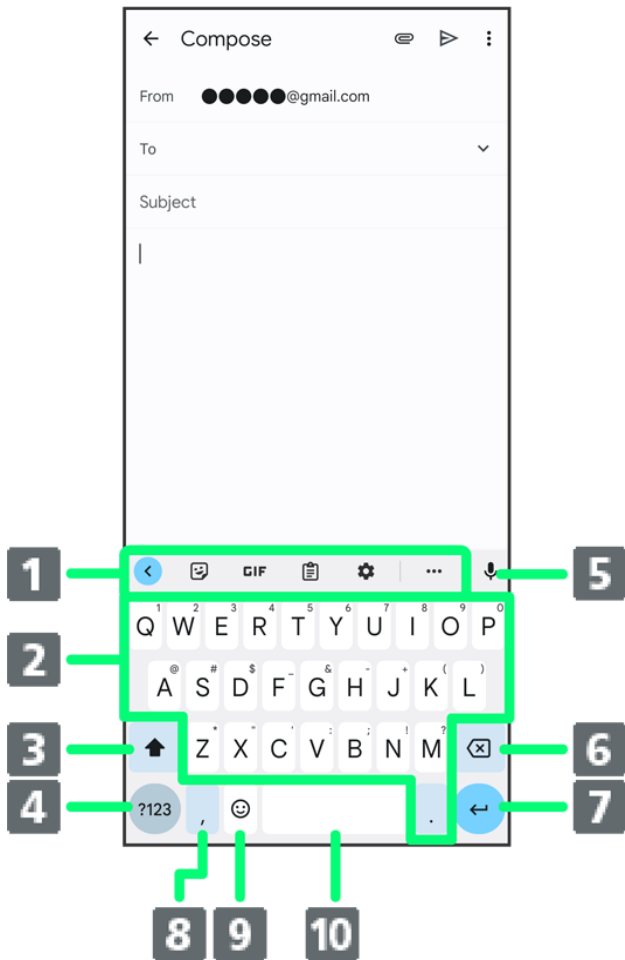 Compose
From ●●●●●@gmail.com
To
Subject
1 GIF 5
1 2 3 4 5 6 7 8 9 0
Q W E R T Y U I O P
2
@ # $ _ & - + ( )
A S D F G H J K L
* " ' : ; ! ?
3 Z X C V B N M 6
4 ?123 , . 7
8 9 10